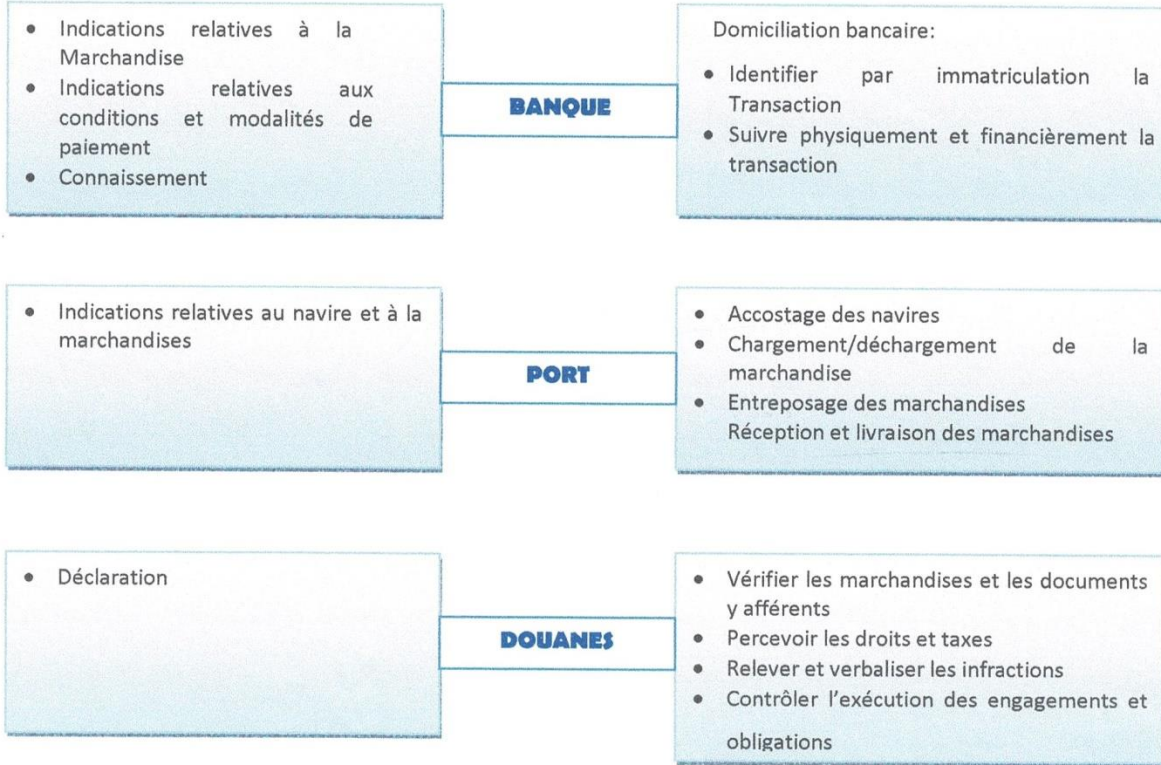 • Indications relatives à la
Marchandise
• Indications relatives aux
conditions et modalités de
paiement
• Connaissement
BANQUE
Domiciliation bancaire:
• Identifier par immatriculation la
Transaction
• Suivre physiquement et financièrement la
transaction
• Indications relatives au navire et à la
marchandises
PORT
• Accostage des navires
• Chargement/déchargement de la
marchandise
• Entreposage des marchandises
Réception et livraison des marchandises
• Déclaration
DOUANES
• Vérifier les marchandises et les documents
y afférents
• Percevoir les droits et taxes
• Relever et verbaliser les infractions
• Contrôler l'exécution des engagements et
obligations